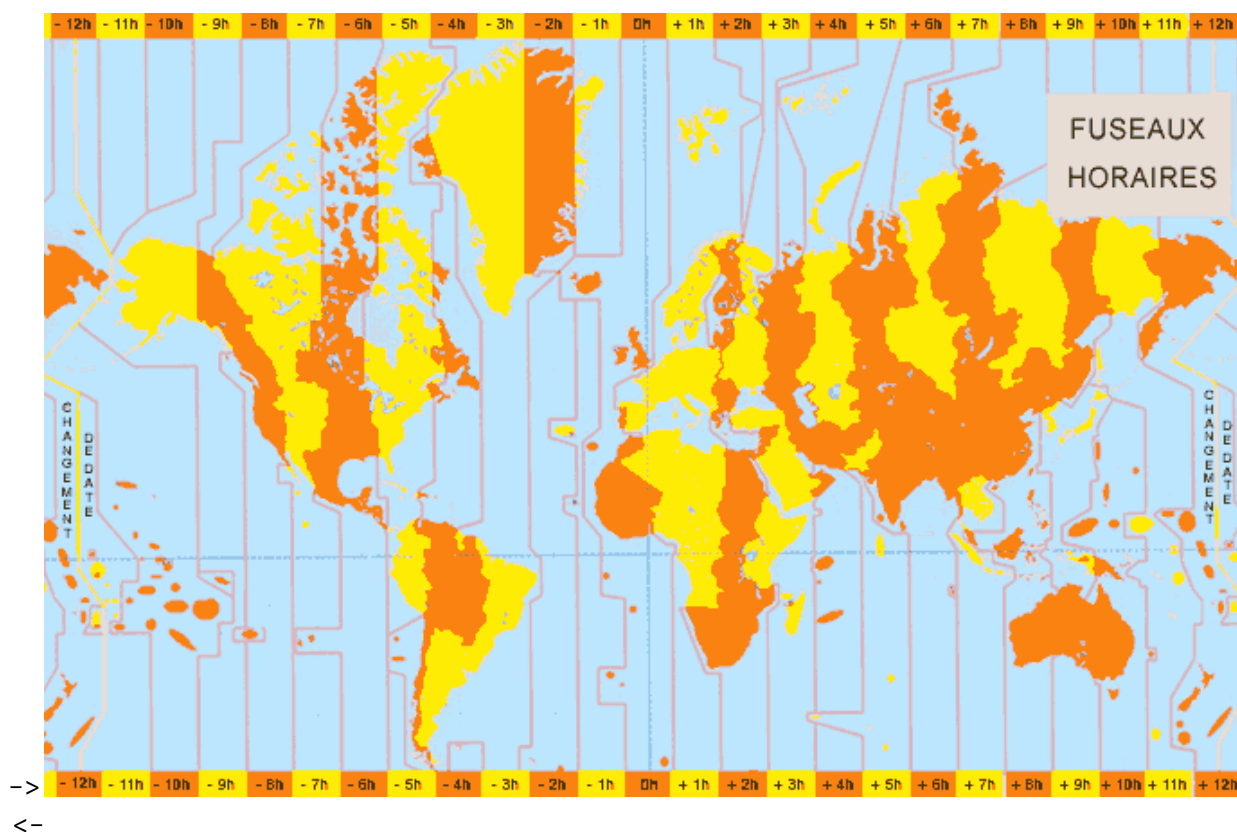 - 12h - 11h - 10h - 9h - 8h - 7h - 6h - 5h - 4h - 3h - 2h - 1h 0H + 1h + 2h + 3h + 4h + 5h + 6h + 7h + 8h + 9h + 10h + 11h + 12h
FUSEAUX
HORAIRES
CHANGEMENT
DE DATE
CHANGEMENT
DE DATE
-> - 12h - 11h - 10h - 9h - 8h - 7h - 6h - 5h - 4h - 3h - 2h - 1h 0H + 1h + 2h + 3h + 4h + 5h + 6h + 7h + 8h + 9h + 10h + 11h + 12h
<-